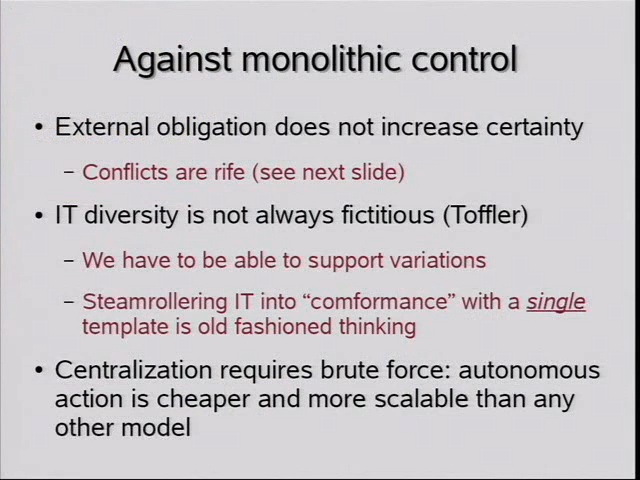 Against monolithic control
• External obligation does not increase certainty
– Conflicts are rife (see next slide)
• IT diversity is not always fictitious (Toffler)
– We have to be able to support variations
– Steamrollering IT into “comformance” with a single
template is old fashioned thinking
• Centralization requires brute force: autonomous
action is cheaper and more scalable than any
other model